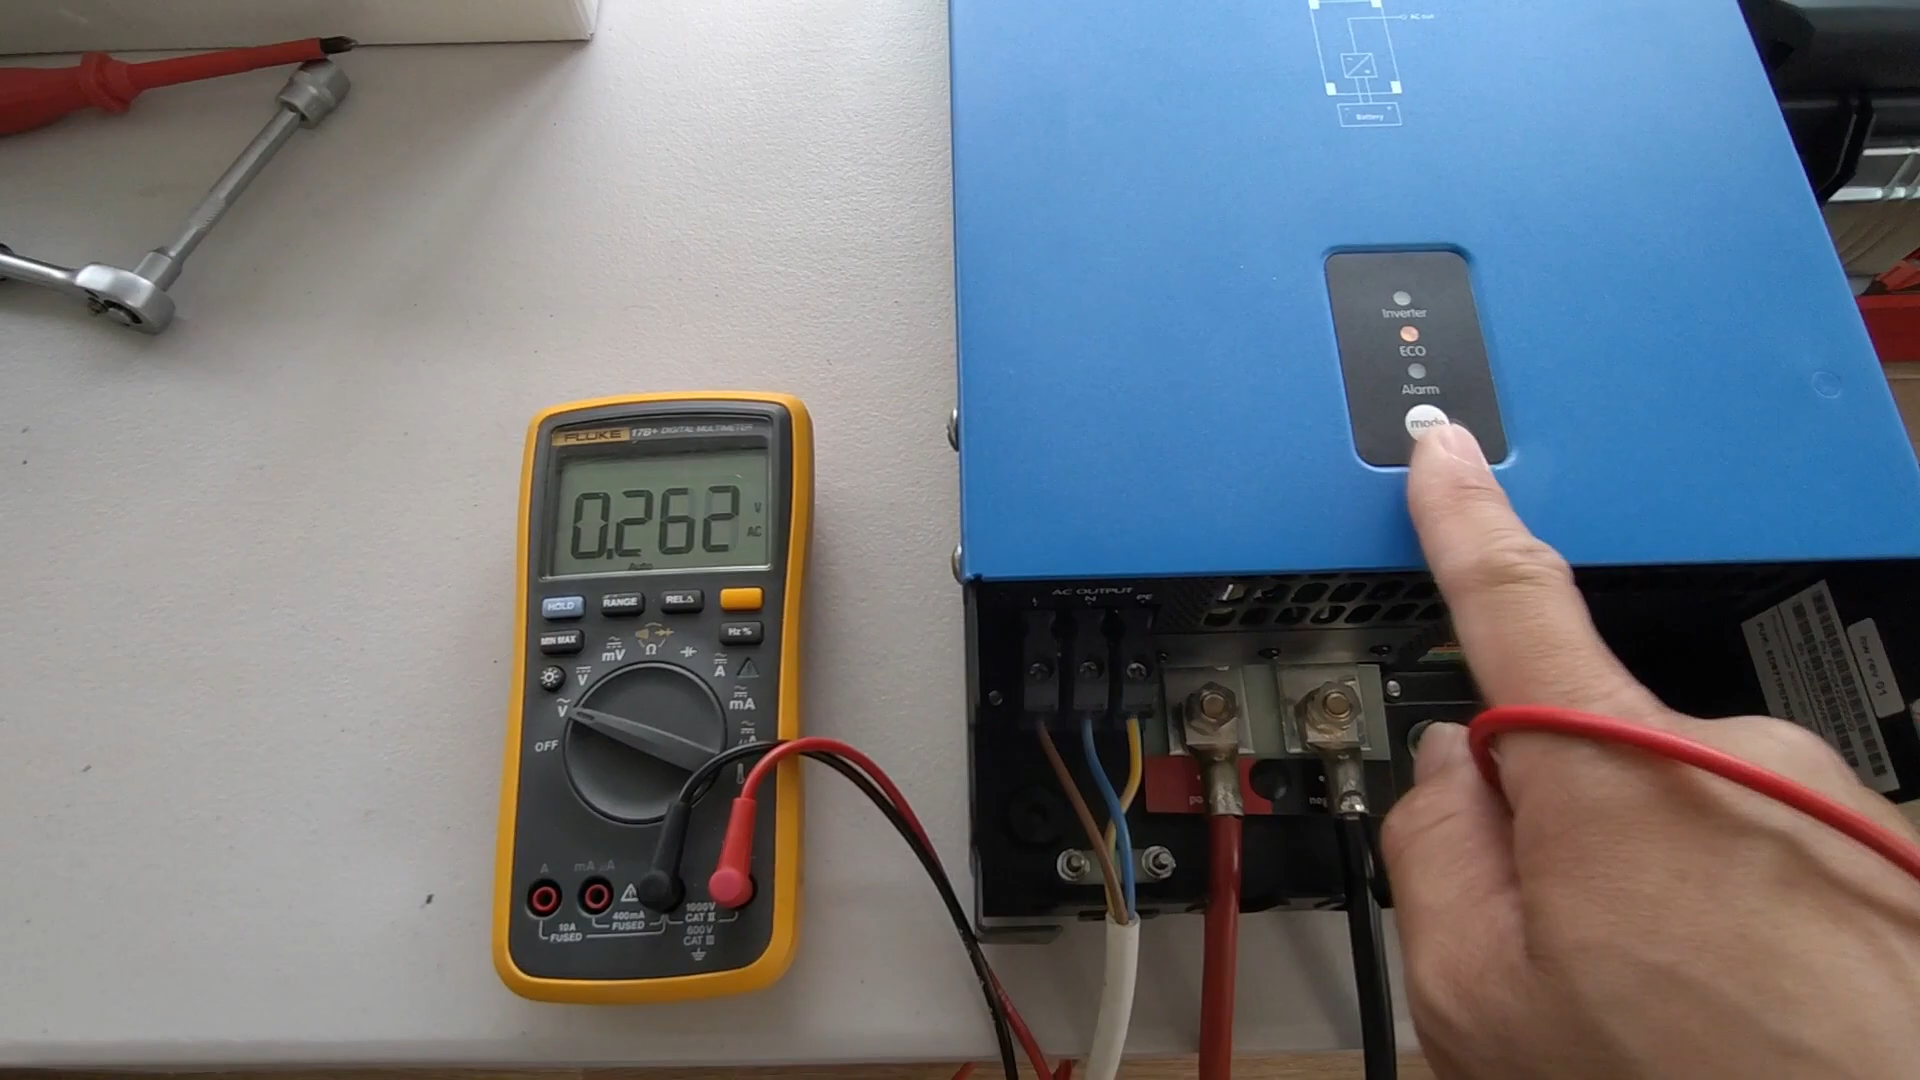 AC out
Battery
Inverter
ECO
Alarm
mode
FLUKE 17B+ DIGITAL MULTIMETER
0.262
V
AC
Auto
HOLD
RANGE
REL∆
MIN MAX
Hz %
mV
Ω
V
A
V
mA
OFF
A
mA µA
10A
FUSED
400mA
FUSED
1000V
CAT II
600V
CAT III
AC OUTPUT
N
PE